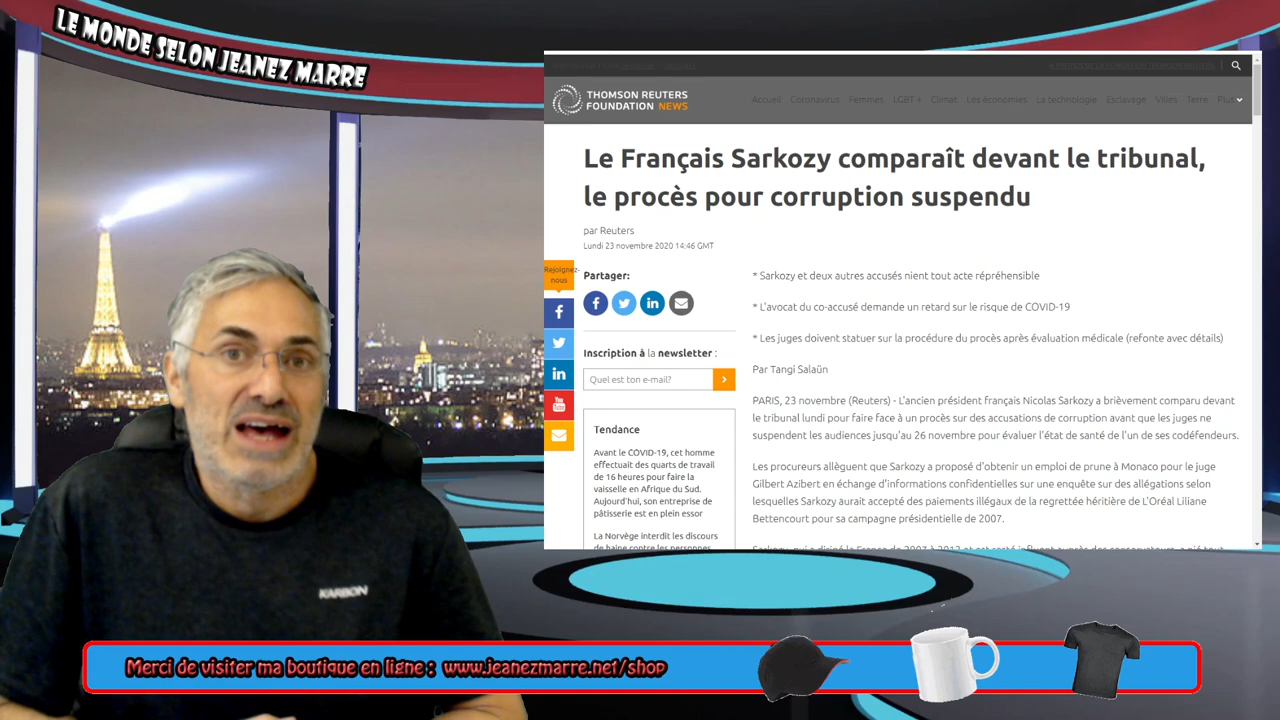 LE MONDE SELON JEANEZ MARRE
THOMSON REUTERS
FOUNDATION NEWS
Accueil Coronavirus Femmes LGBT + Climat Les économies La technologie Esclavage Villes Terre Plus
Le Français Sarkozy comparaît devant le tribunal,
le procès pour corruption suspendu
par Reuters
Lundi 23 novembre 2020 14:46 GMT
Rejoignez-
nous
Partager:
Inscription à la newsletter :
Quel est ton e-mail?
Tendance
Avant le COVID-19, cet homme
effectuait des quarts de travail
de 16 heures pour faire la
vaisselle en Afrique du Sud.
Aujourd'hui, son entreprise de
pâtisserie est en plein essor
La Norvège interdit les discours
de haine contre les personnes
* Sarkozy et deux autres accusés nient tout acte répréhensible
* L'avocat du co-accusé demande un retard sur le risque de COVID-19
* Les juges doivent statuer sur la procédure du procès après évaluation médicale (refonte avec détails)
Par Tangi Salaün
PARIS, 23 novembre (Reuters) - L'ancien président français Nicolas Sarkozy a brièvement comparu devant
le tribunal lundi pour faire face à un procès sur des accusations de corruption avant que les juges ne
suspendent les audiences jusqu'au 26 novembre pour évaluer l'état de santé de l'un de ses codéfendeurs.
Les procureurs allèguent que Sarkozy a proposé d'obtenir un emploi de prune à Monaco pour le juge
Gilbert Azibert en échange d'informations confidentielles sur une enquête sur des allégations selon
lesquelles Sarkozy aurait accepté des paiements illégaux de la regrettée héritière de L'Oréal Liliane
Bettencourt pour sa campagne présidentielle de 2007.
KARBON
Merci de visiter ma boutique en ligne : www.jeanezmarre.net/shop